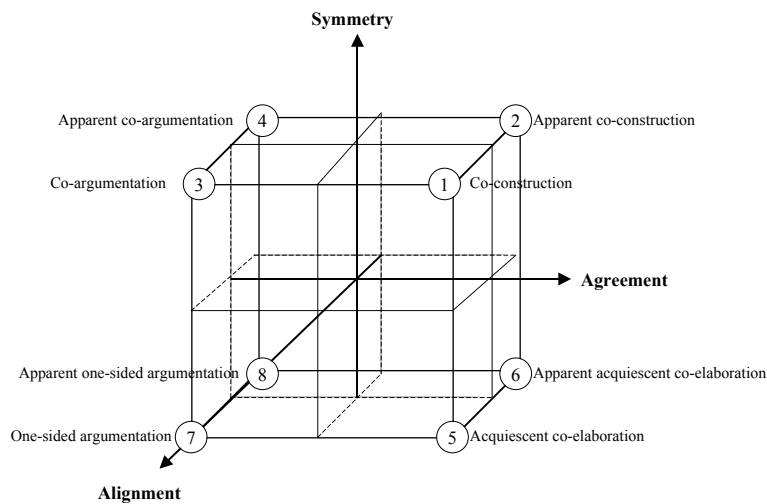 Symmetry
Apparent co-argumentation 4 2 Apparent co-construction
Co-argumentation 3 1 Co-construction
Agreement
Apparent one-sided argumentation 8 6 Apparent acquiescent co-elaboration
One-sided argumentation 7 5 Acquiescent co-elaboration
Alignment